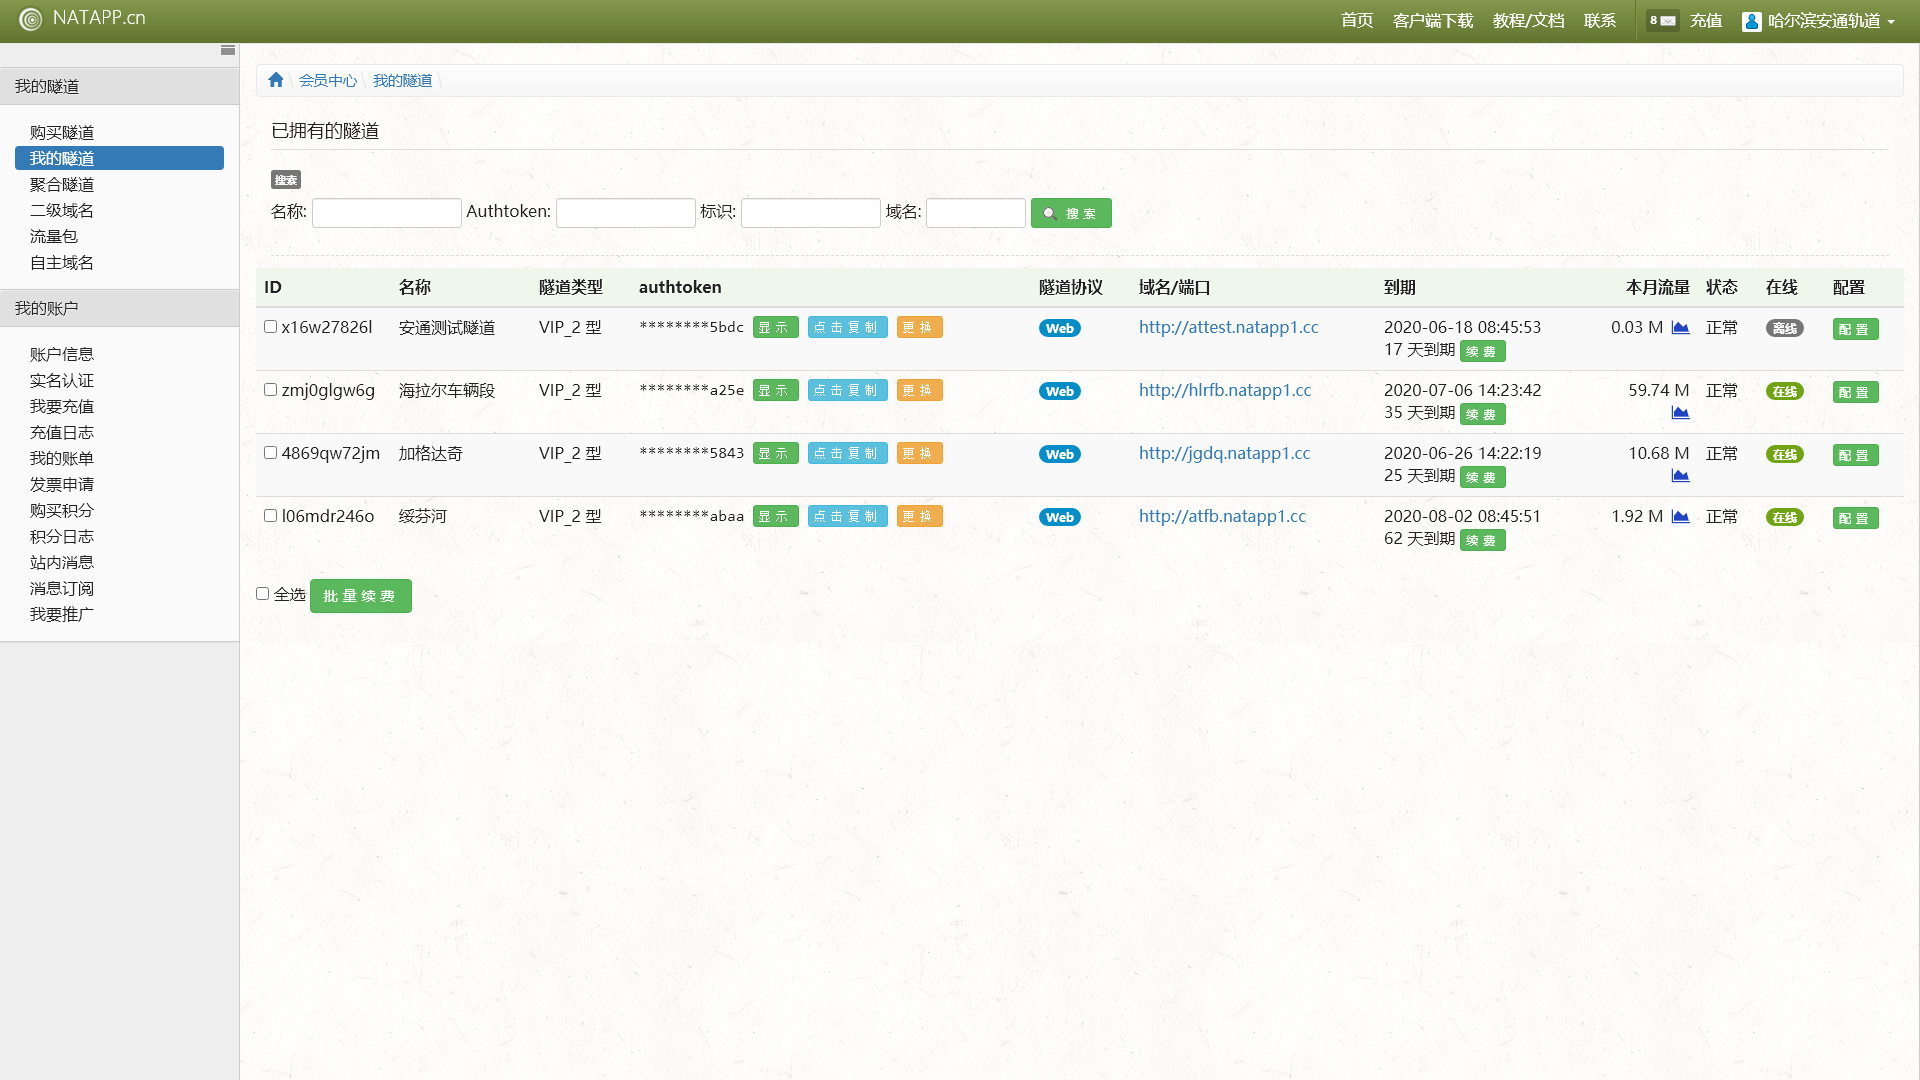 NATAPP.cn
首页 客户端下载 教程/文档 联系 8 充值 哈尔滨安通轨道
我的隧道
购买隧道
我的隧道
聚合隧道
二级域名
流量包
自主域名
我的账户
账户信息
实名认证
我要充值
充值日志
我的账单
发票申请
购买积分
积分日志
站内消息
消息订阅
我要推广
会员中心 \ 我的隧道 \
已拥有的隧道
搜索
名称: Authtoken: 标识: 域名: 搜索
ID 名称 隧道类型 authtoken 隧道协议 域名/端口 到期 本月流量 状态 在线 配置
x16w27826l 安通测试隧道 VIP_2 型 ********5bdc 显示 点击复制 更换 Web http://attest.natapp1.cc 2020-06-18 08:45:53 0.03 M 正常 离线 配置
17 天到期 续费
zmj0glgw6g 海拉尔车辆段 VIP_2 型 ********a25e 显示 点击复制 更换 Web http://hlrfb.natapp1.cc 2020-07-06 14:23:42 59.74 M 正常 在线 配置
35 天到期 续费
4869qw72jm 加格达奇 VIP_2 型 ********5843 显示 点击复制 更换 Web http://jgdq.natapp1.cc 2020-06-26 14:22:19 10.68 M 正常 在线 配置
25 天到期 续费
l06mdr246o 绥芬河 VIP_2 型 ********abaa 显示 点击复制 更换 Web http://atfb.natapp1.cc 2020-08-02 08:45:51 1.92 M 正常 在线 配置
62 天到期 续费
全选 批量续费